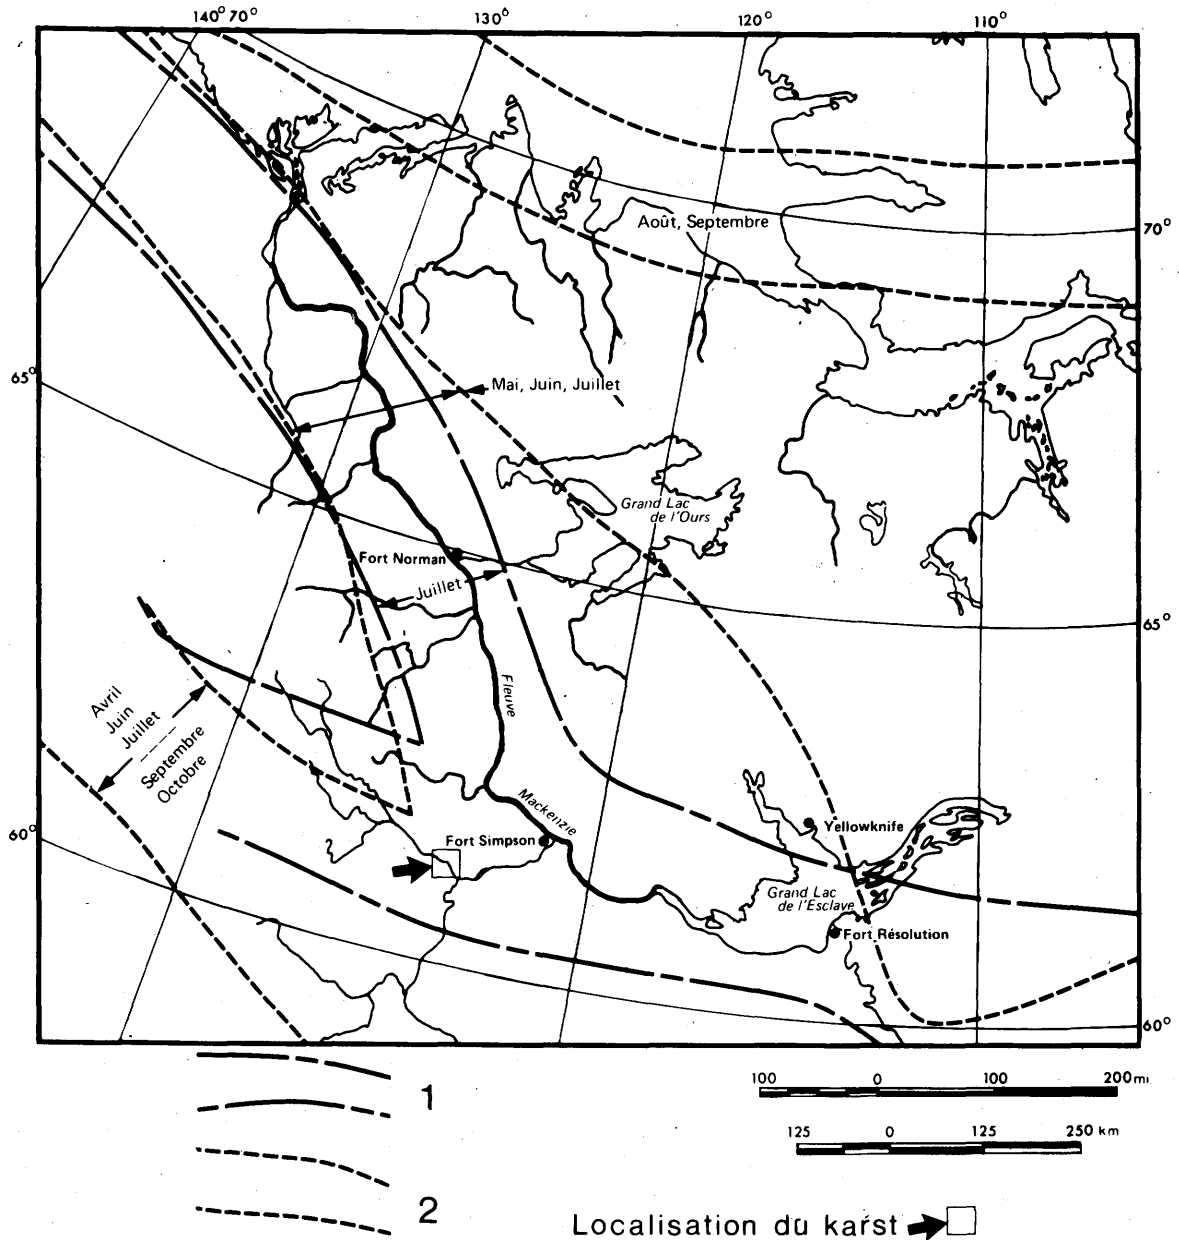 140° 70°
130°
120°
110°
Août, Septembre
70°
65°
Mai, Juin, Juillet
Grand Lac
de l'Ours
Fort Norman
Juillet
65°
Fleuve
Avril
Juin
Juillet
Septembre
Octobre
Mackenzie
60°
Fort Simpson
Yellowknife
Grand Lac
de l'Esclave
Fort Résolution
60°
1
100 0 100 200 mi.
125 0 125 250 km
2
Localisation du karst